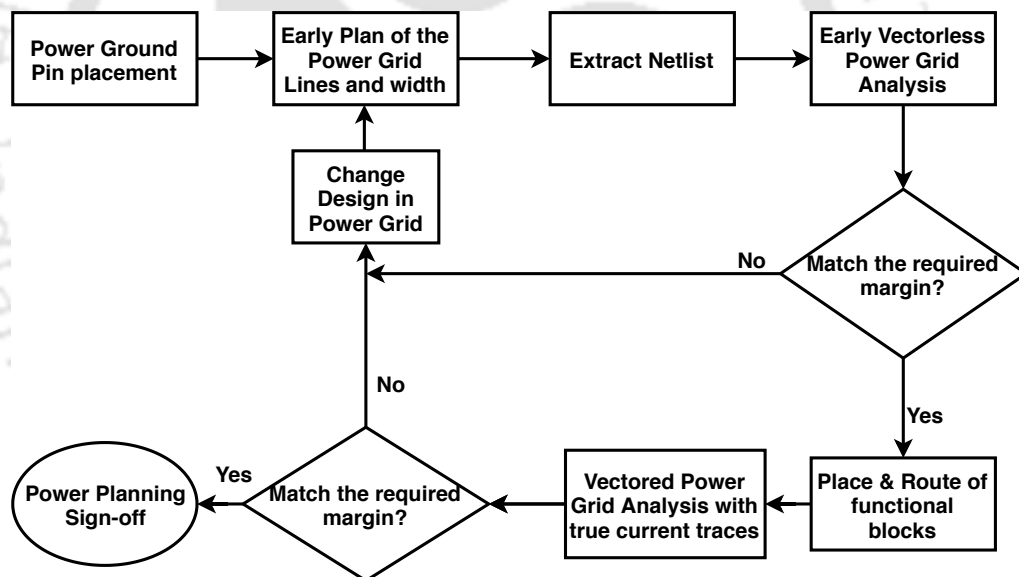 Power Ground
Pin placement
Early Plan of the
Power Grid
Lines and width
Extract Netlist
Early Vectorless
Power Grid
Analysis
Change
Design in
Power Grid
No
Match the required
margin?
No
Yes
Yes
Power Planning
Sign-off
Match the required
margin?
Vectored Power
Grid Analysis with
true current traces
Place & Route of
functional
blocks